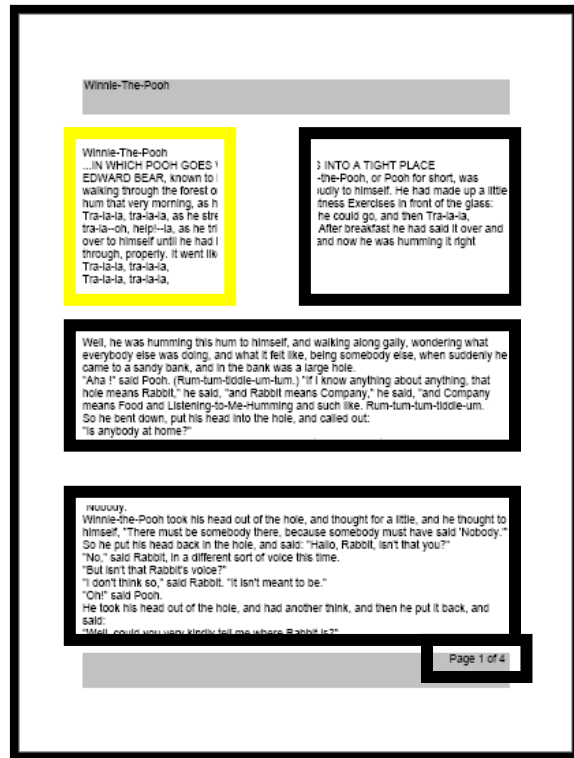 Winnie-The-Pooh
Winnie-The-Pooh
...IN WHICH POOH GOES
EDWARD BEAR, known to
walking through the forest o
hum that very morning, as h
Tra-la-la, tra-la-la, as he stre
tra-la--oh, help!--la, as he tri
over to himself until he had l
through, properly. It went lik
Tra-la-la, tra-la-la,
Tra-la-la, tra-la-la,
S INTO A TIGHT PLACE
-the-Pooh, or Pooh for short, was
udly to himself. He had made up a little
tness Exercises in front of the glass:
he could go, and then Tra-la-la,
After breakfast he had said it over and
and now he was humming it right
Well, he was humming this hum to himself, and walking along gaily, wondering what
everybody else was doing, and what it felt like, being somebody else, when suddenly he
came to a sandy bank, and in the bank was a large hole.
"Aha !" said Pooh. (Rum-tum-tiddle-um-tum.) "If I know anything about anything, that
hole means Rabbit," he said, "and Rabbit means Company," he said, "and Company
means Food and Listening-to-Me-Humming and such like. Rum-tum-tum-tiddle-um.
So he bent down, put his head into the hole, and called out:
"Is anybody at home?"
"Nobody."
Winnie-the-Pooh took his head out of the hole, and thought for a little, and he thought to
himself, "There must be somebody there, because somebody must have said 'Nobody.'"
So he put his head back in the hole, and said: "Hallo, Rabbit, isn't that you?"
"No," said Rabbit, in a different sort of voice this time.
"But isn't that Rabbit's voice?"
"I don't think so," said Rabbit. "It isn't meant to be."
"Oh!" said Pooh.
He took his head out of the hole, and had another think, and then he put it back, and
said:
"Well, could you very kindly tell me where Rabbit is?"
Page 1 of 4